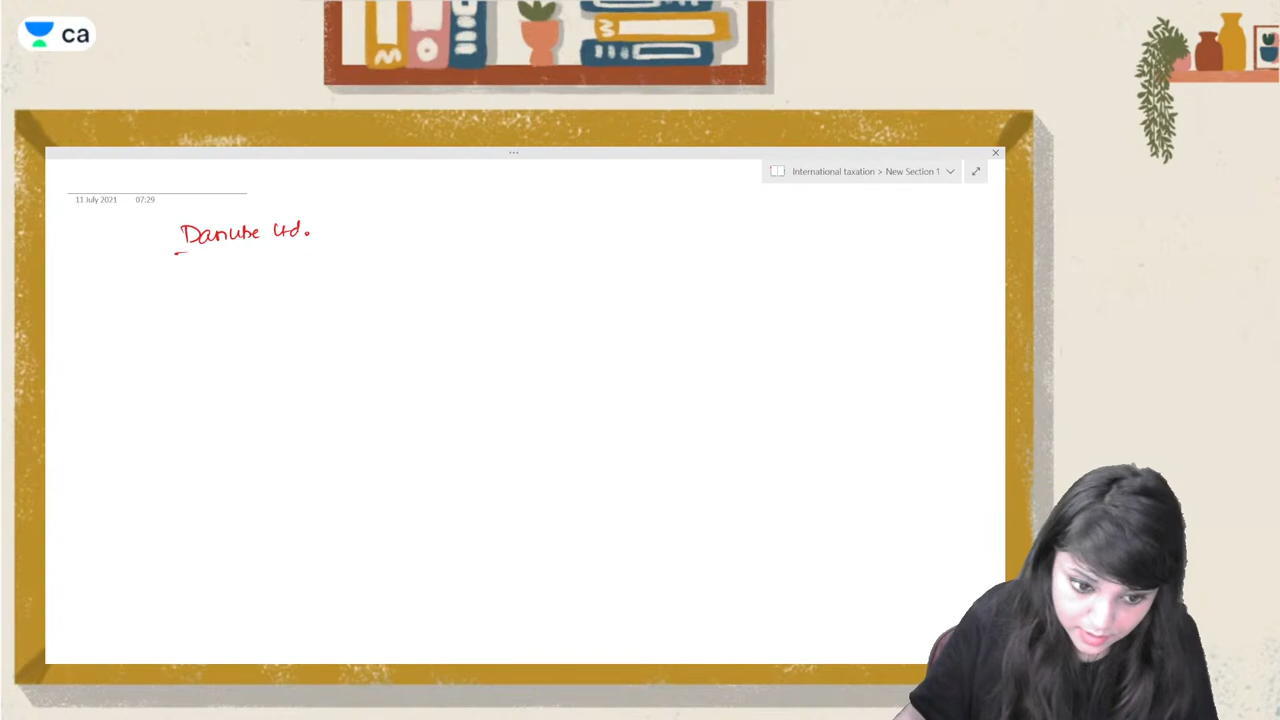 ca
International taxation > New Section 1
11 July 2021 07:29
Danube Ltd.